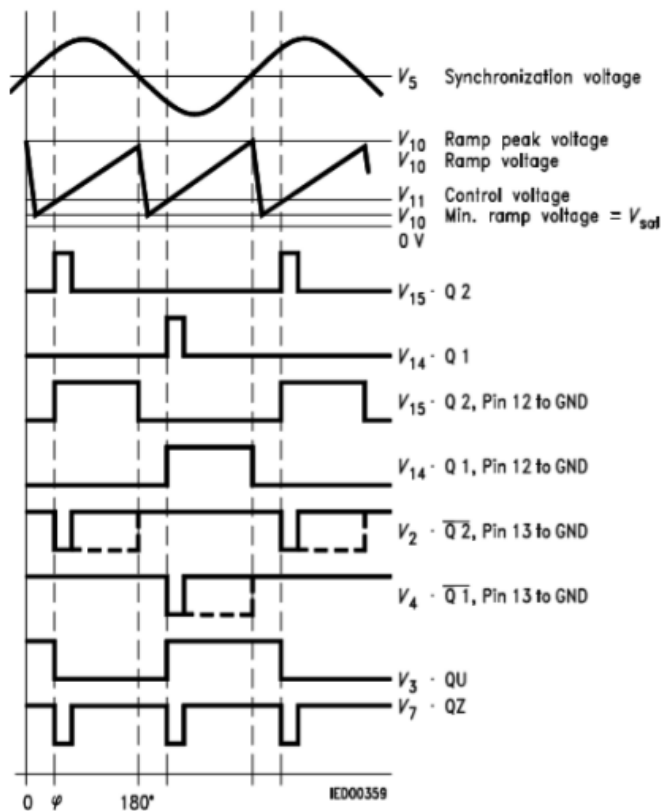 V5 Synchronization voltage
V10 Ramp peak voltage
V10 Ramp voltage
V11 Control voltage
V10 Min. ramp voltage = Vsat
0 V
V15 · Q 2
V14 · Q 1
V15 · Q 2, Pin 12 to GND
V14 · Q 1, Pin 12 to GND
V2 · Q̅ ̅2̅, Pin 13 to GND
V4 · Q̅ ̅1̅, Pin 13 to GND
V3 · QU
V7 · QZ
IED00359
0 φ 180°